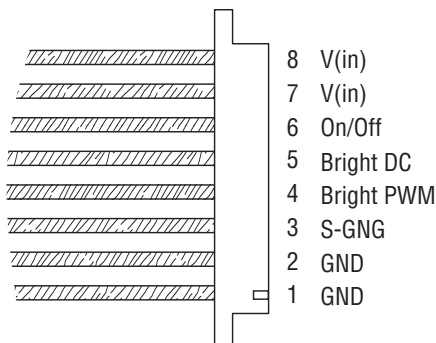 8 V(in)
7 V(in)
6 On/Off
5 Bright DC
4 Bright PWM
3 S-GNG
2 GND
1 GND